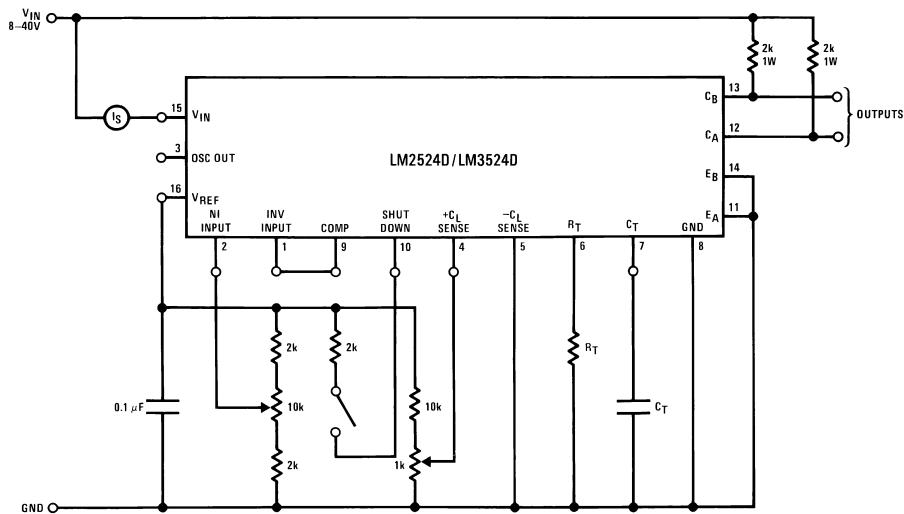 VIN
8–40V
2k
1W
2k
1W
IS
15
VIN
CB
13
OUTPUTS
3
OSC OUT
CA
12
LM2524D/LM3524D
EB
14
16
VREF
EA
11
NI
INPUT
INV
INPUT
COMP
SHUT
DOWN
+CL
SENSE
−CL
SENSE
RT
CT
GND
2
1
9
10
4
5
6
7
8
2k
2k
RT
0.1 μF
10k
10k
CT
2k
1k
GND